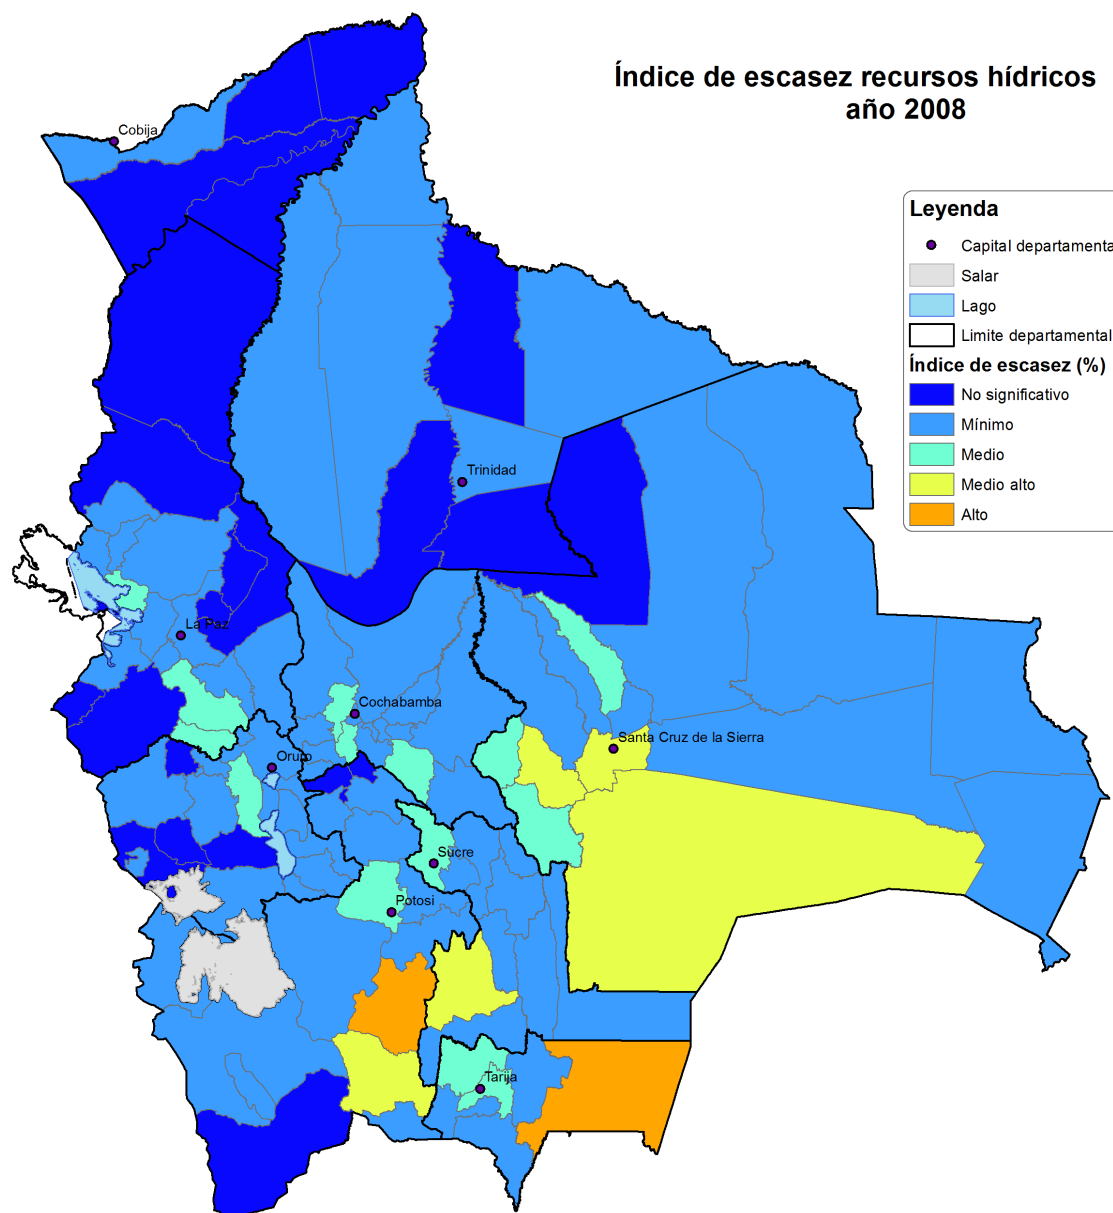 Índice de escasez recursos hídricos
año 2008
Cobija
Leyenda
Capital departamenta
Salar
Lago
Limite departamental
Índice de escasez (%)
No significativo
Mínimo
Medio
Medio alto
Alto
Trinidad
La Paz
Cochabamba
Santa Cruz de la Sierra
Oruro
Sucre
Potosi
Tarija